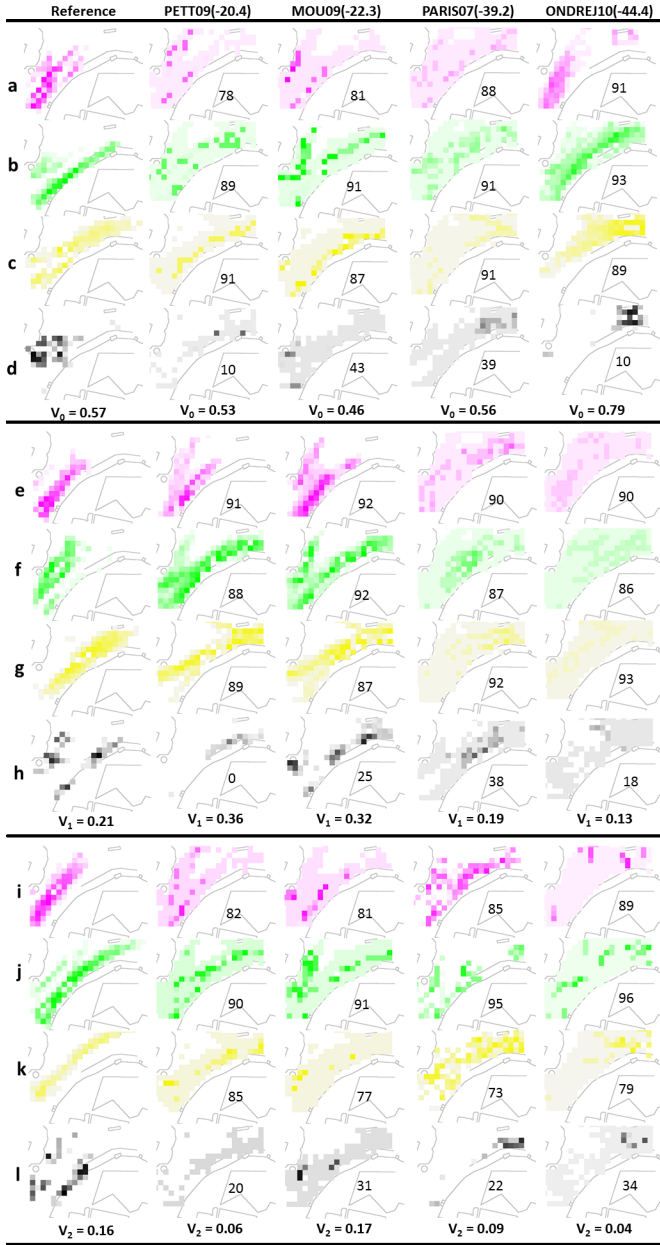 Reference PETT09(-20.4) MOU09(-22.3) PARIS07(-39.2) ONDREJ10(-44.4)
a 78 81 88 91
b 89 91 91 93
c 91 87 91 89
d 10 43 39 10
V0 = 0.57 V0 = 0.53 V0 = 0.46 V0 = 0.56 V0 = 0.79
e 91 92 90 90
f 88 92 87 86
g 89 87 92 93
h 0 25 38 18
V1 = 0.21 V1 = 0.36 V1 = 0.32 V1 = 0.19 V1 = 0.13
i 82 81 85 89
j 90 91 95 96
k 85 77 73 79
l 20 31 22 34
V2 = 0.16 V2 = 0.06 V2 = 0.17 V2 = 0.09 V2 = 0.04